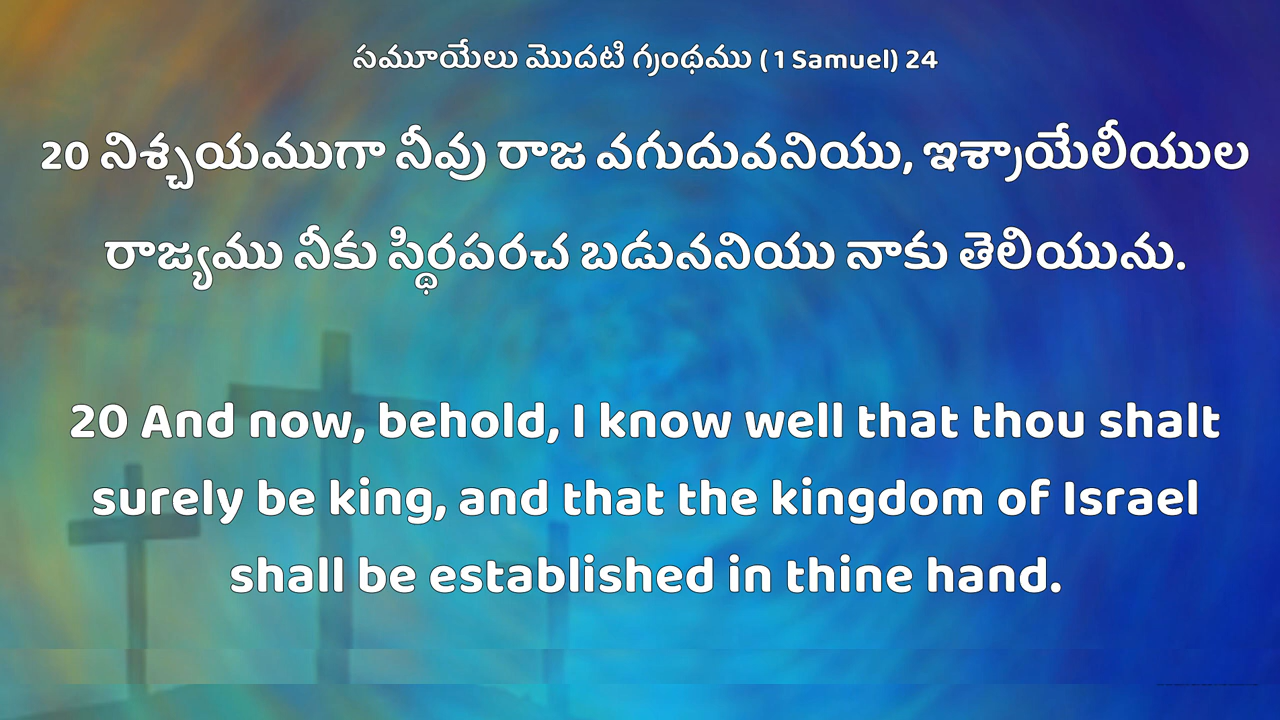 సమూయేలు మొదటి గ్రంథము ( 1 Samuel) 24
20 నిశ్చయముగా నీవు రాజ వగుదువనియు, ఇశ్రాయేలీయుల
రాజ్యము నీకు స్థిరపరచ బడుననియు నాకు తెలియును.
20 And now, behold, I know well that thou shalt
surely be king, and that the kingdom of Israel
shall be established in thine hand.